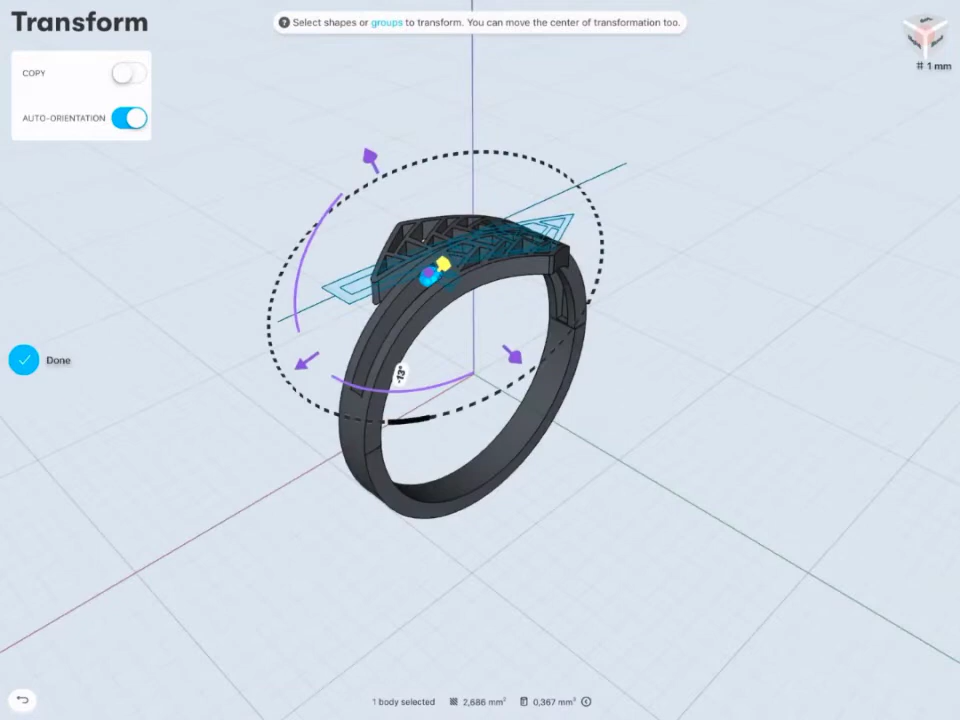 Transform
Select shapes or groups to transform. You can move the center of transformation too.
# 1 mm
COPY
AUTO-ORIENTATION
-13°
Done
1 body selected 2,686 mm² 0,367 mm³